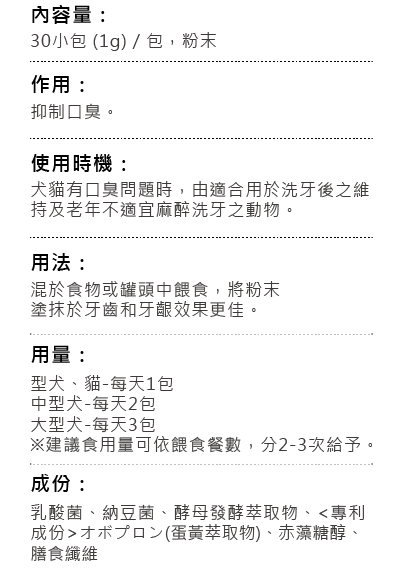 內容量：
30小包 (1g) / 包，粉末
作用：
抑制口臭。
使用時機：
犬貓有口臭問題時，由適合用於洗牙後之維
持及老年不適宜麻醉洗牙之動物。
用法：
混於食物或罐頭中餵食，將粉末
塗抹於牙齒和牙齦效果更佳。
用量：
型犬、貓-每天1包
中型犬-每天2包
大型犬-每天3包
※建議食用量可依餵食餐數，分2-3次給予。
成份：
乳酸菌、納豆菌、酵母發酵萃取物、<專利
成份>オボプロン(蛋黃萃取物)、赤藻糖醇、
膳食纖維